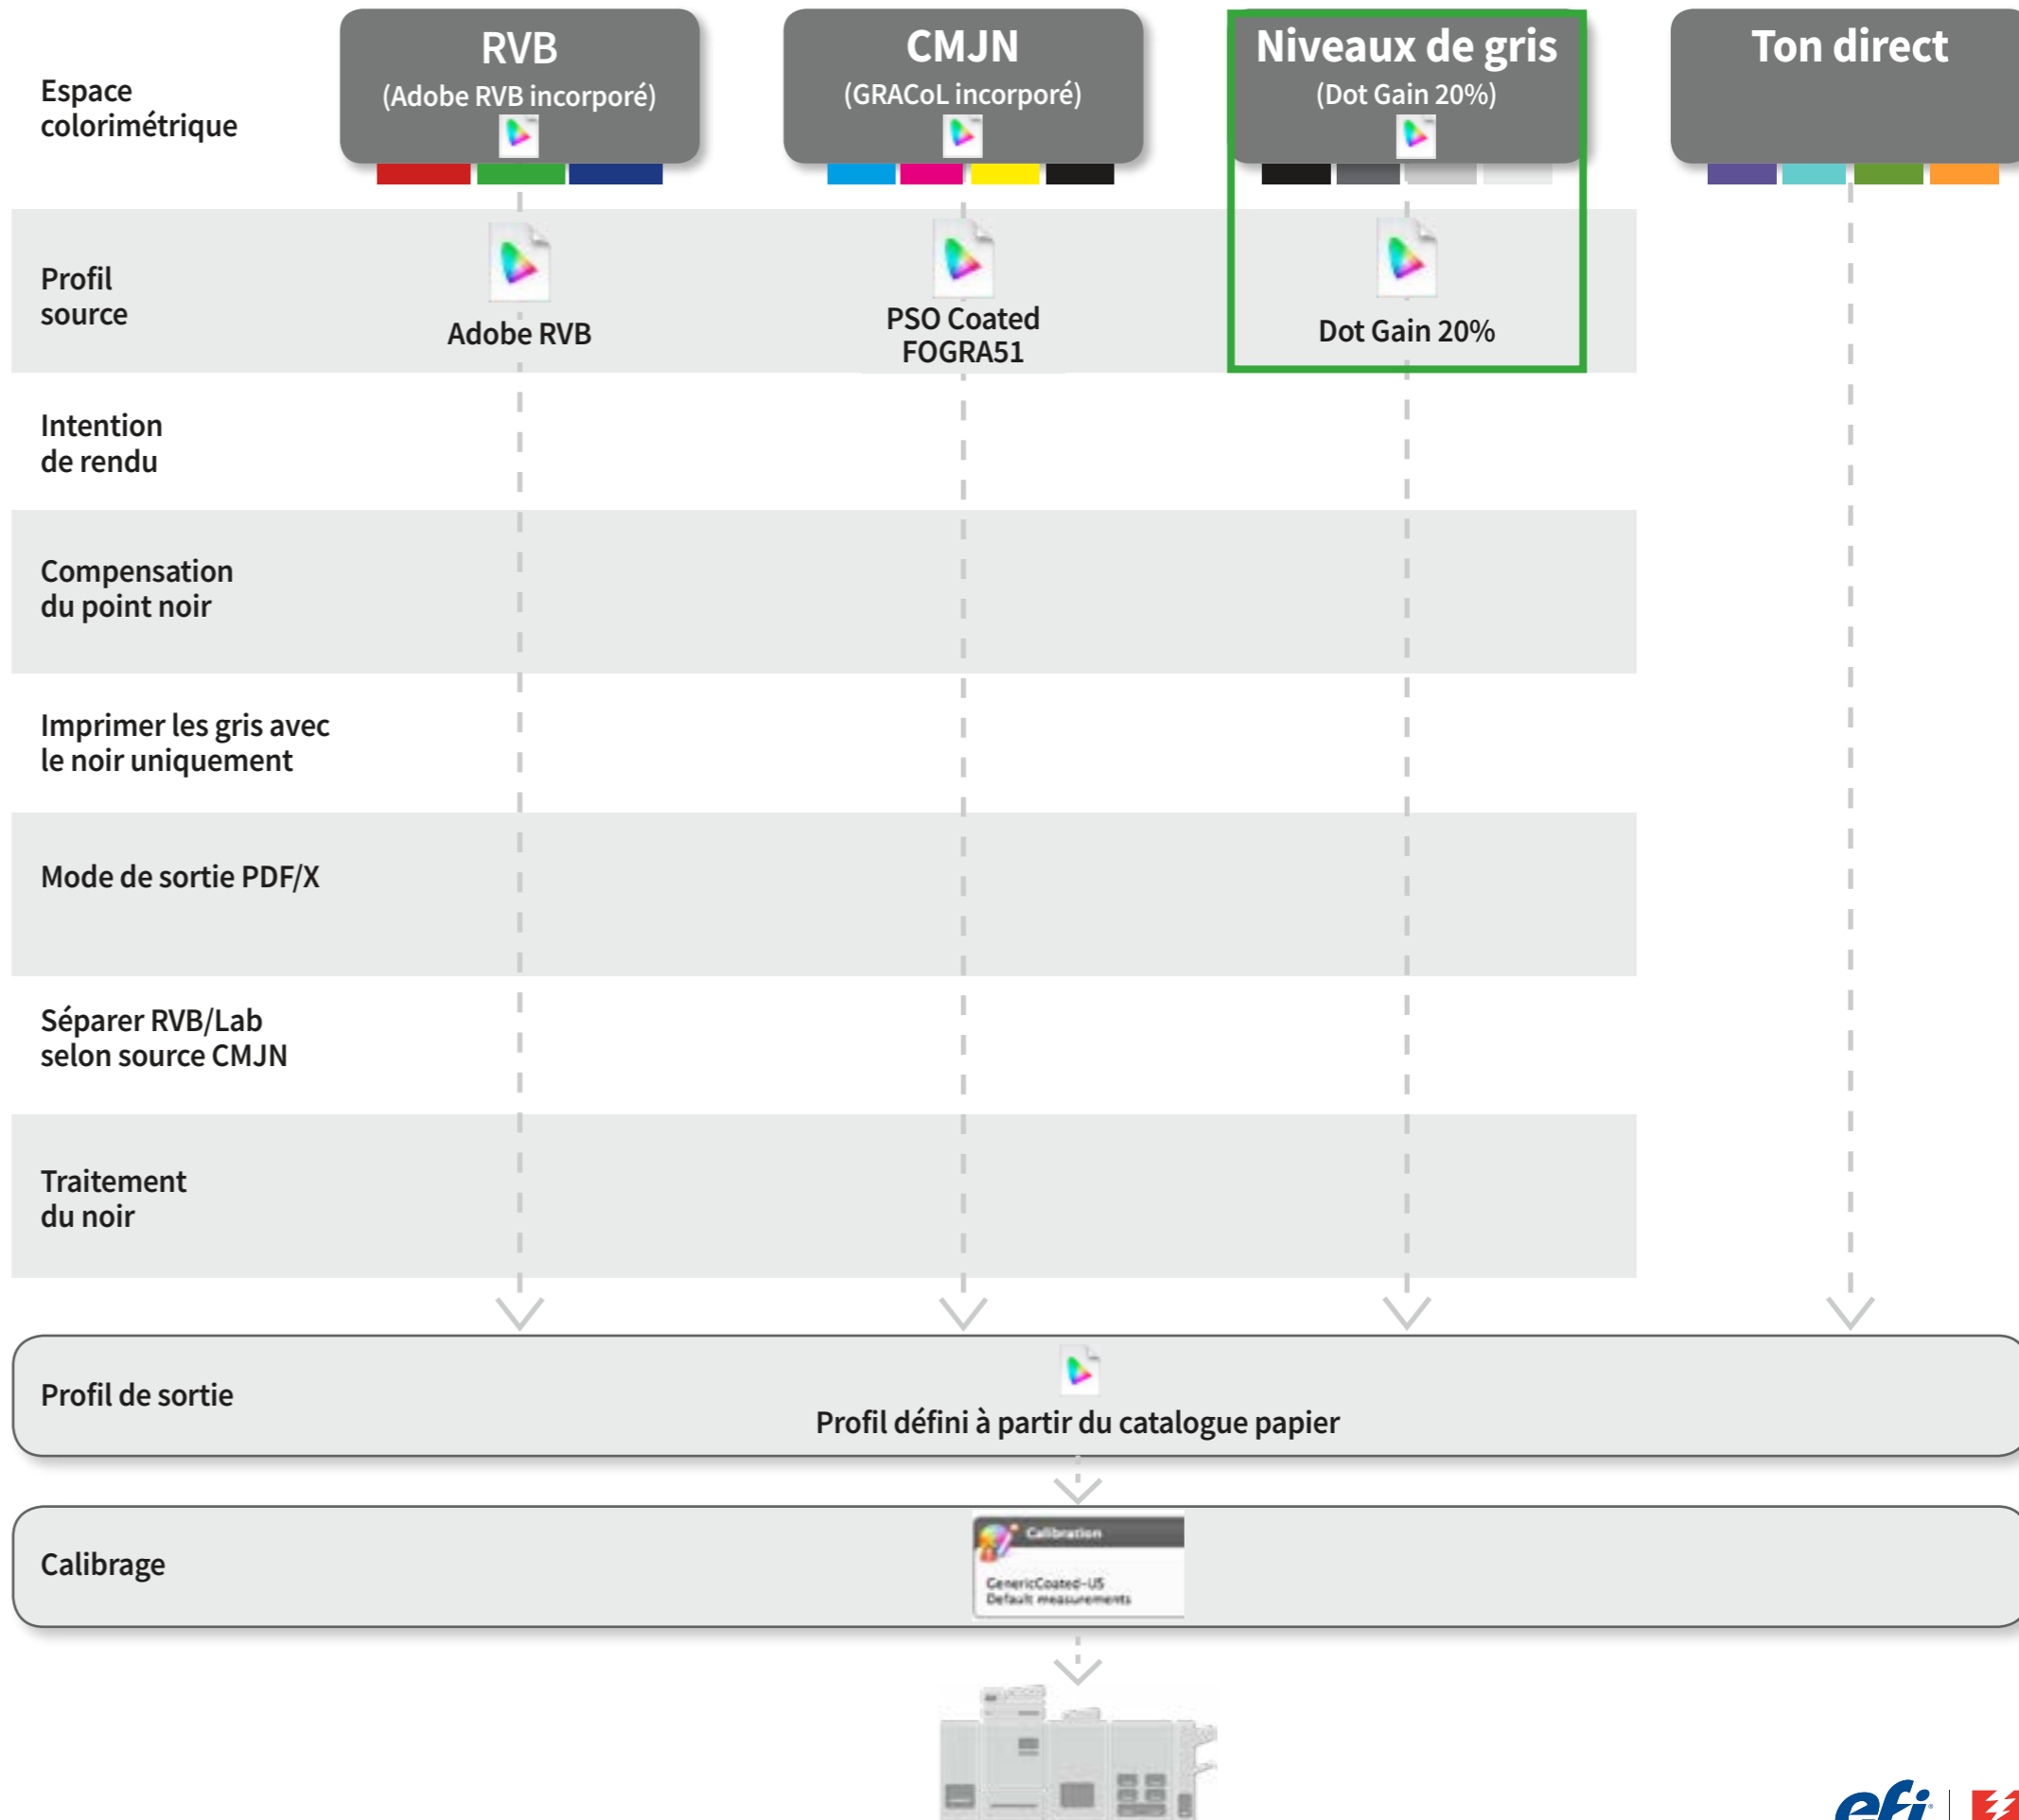 RVB
(Adobe RVB incorporé)
CMJN
(GRACoL incorporé)
Niveaux de gris
(Dot Gain 20%)
Ton direct
Espace
colorimétrique
Profil
source
Adobe RVB
PSO Coated
FOGRA51
Dot Gain 20%
Intention
de rendu
Compensation
du point noir
Imprimer les gris avec
le noir uniquement
Mode de sortie PDF/X
Séparer RVB/Lab
selon source CMJN
Traitement
du noir
Profil de sortie
Profil défini à partir du catalogue papier
Calibrage
Calibration
GenericCoated-US
Default measurements
efi